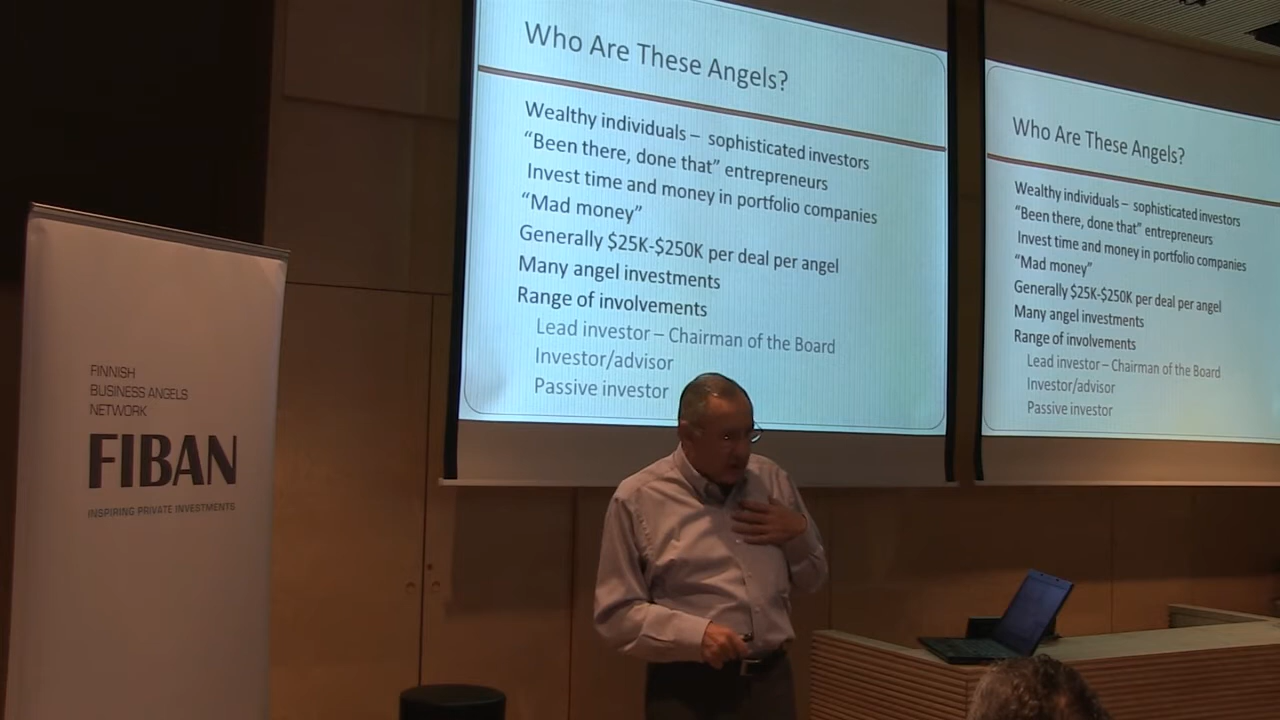 FINNISH
BUSINESS ANGELS
NETWORK
FIBAN
INSPIRING PRIVATE INVESTMENTS
Who Are These Angels?
Wealthy individuals – sophisticated investors
“Been there, done that” entrepreneurs
Invest time and money in portfolio companies
“Mad money”
Generally $25K-$250K per deal per angel
Many angel investments
Range of involvements
Lead investor – Chairman of the Board
Investor/advisor
Passive investor
Who Are These Angels?
Wealthy individuals – sophisticated investors
“Been there, done that” entrepreneurs
Invest time and money in portfolio companies
“Mad money”
Generally $25K-$250K per deal per angel
Many angel investments
Range of involvements
Lead investor – Chairman of the Board
Investor/advisor
Passive investor